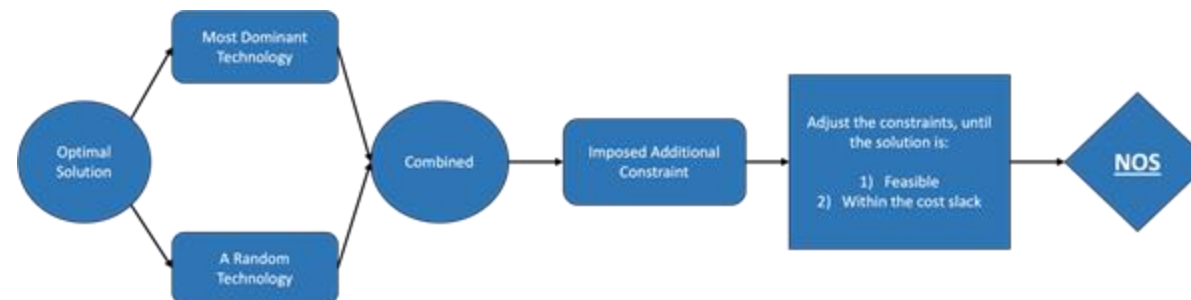 Most Dominant
Technology
Optimal
Solution
Combined
Imposed Additional
Constraint
Adjust the constraints, until
the solution is:
1) Feasible
2) Within the cost slack
NOS
A Random
Technology